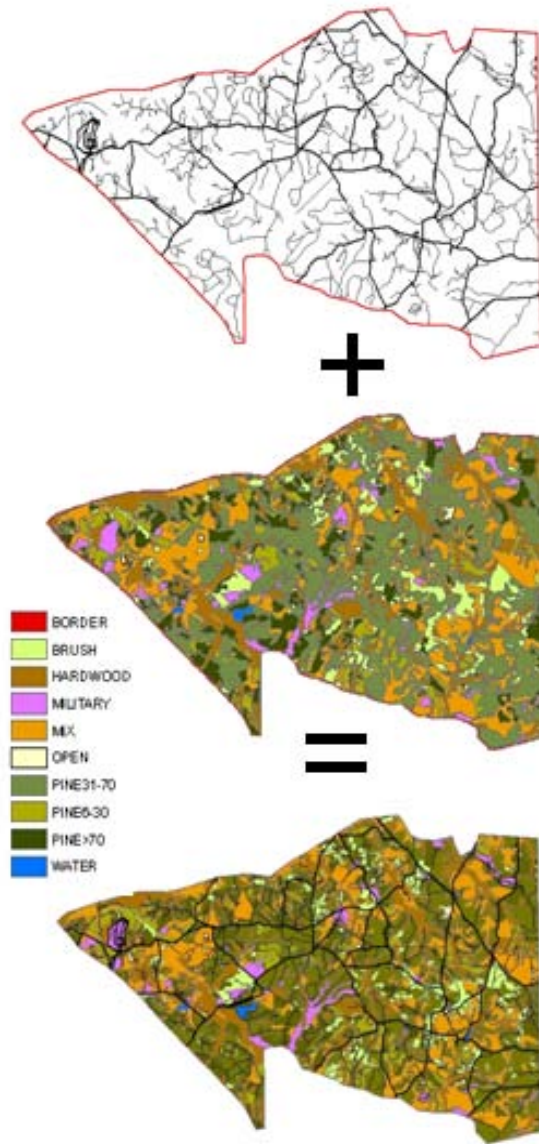 +
=
BORDER
BRUSH
HARDWOOD
MILITARY
MIX
OPEN
PINE31-70
PINE6-30
PINE>70
WATER